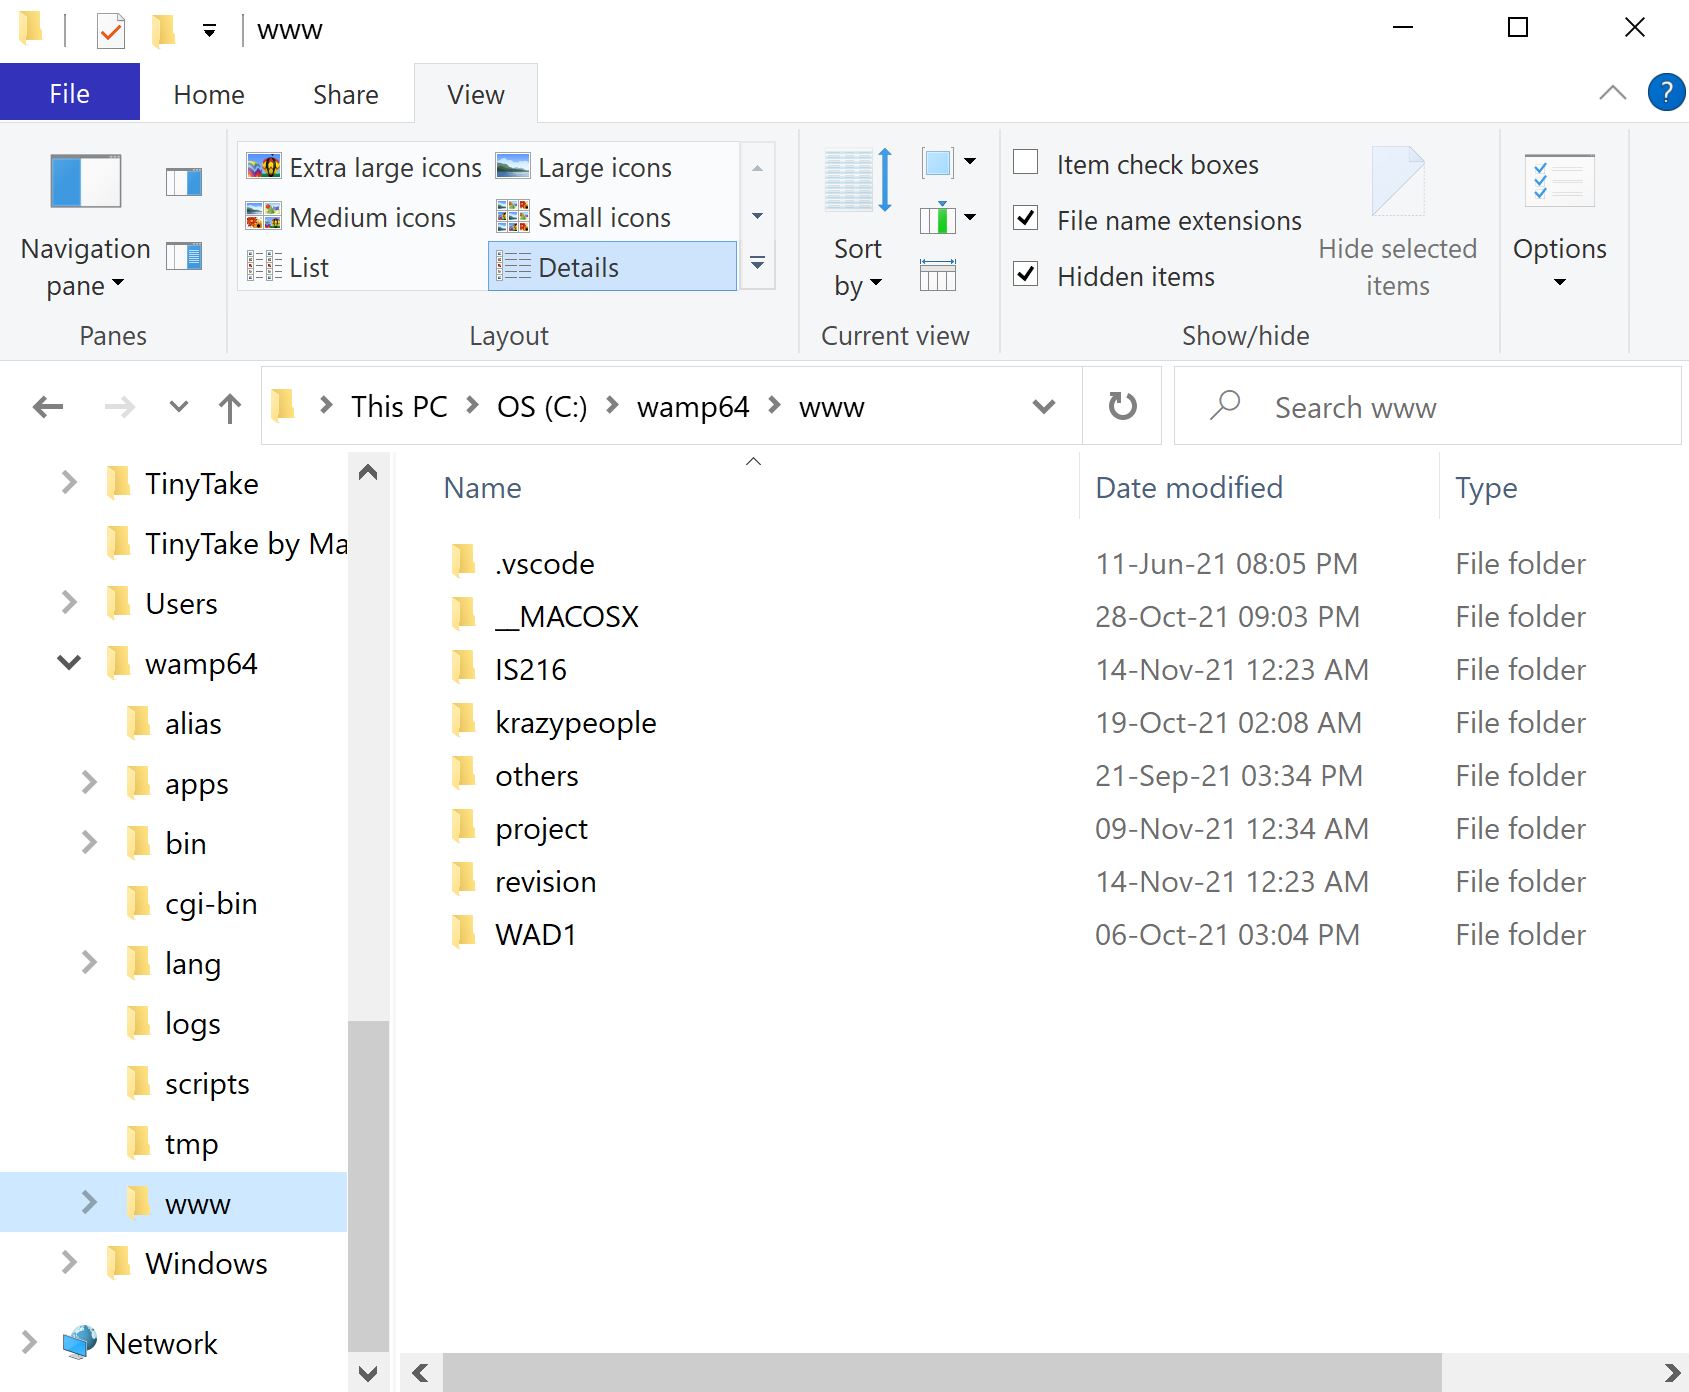 www
File Home Share View ?
Extra large icons Large icons
Medium icons Small icons
List Details
Navigation pane
Panes
Layout
Sort by
Current view
Item check boxes
File name extensions
Hidden items
Hide selected items
Show/hide
Options
This PC OS (C:) wamp64 www
Search www
TinyTake
TinyTake by Ma
Users
wamp64
alias
apps
bin
cgi-bin
lang
logs
scripts
tmp
www
Windows
Network
Name Date modified Type
.vscode 11-Jun-21 08:05 PM File folder
__MACOSX 28-Oct-21 09:03 PM File folder
IS216 14-Nov-21 12:23 AM File folder
krazypeople 19-Oct-21 02:08 AM File folder
others 21-Sep-21 03:34 PM File folder
project 09-Nov-21 12:34 AM File folder
revision 14-Nov-21 12:23 AM File folder
WAD1 06-Oct-21 03:04 PM File folder